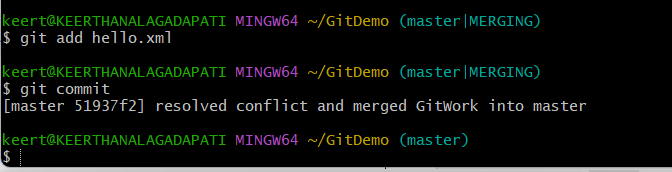 keert@KEERTHANALAGADAPATI MINGW64 ~/GitDemo (master|MERGING)
$ git add hello.xml
keert@KEERTHANALAGADAPATI MINGW64 ~/GitDemo (master|MERGING)
$ git commit
[master 51937f2] resolved conflict and merged GitWork into master
keert@KEERTHANALAGADAPATI MINGW64 ~/GitDemo (master)
$